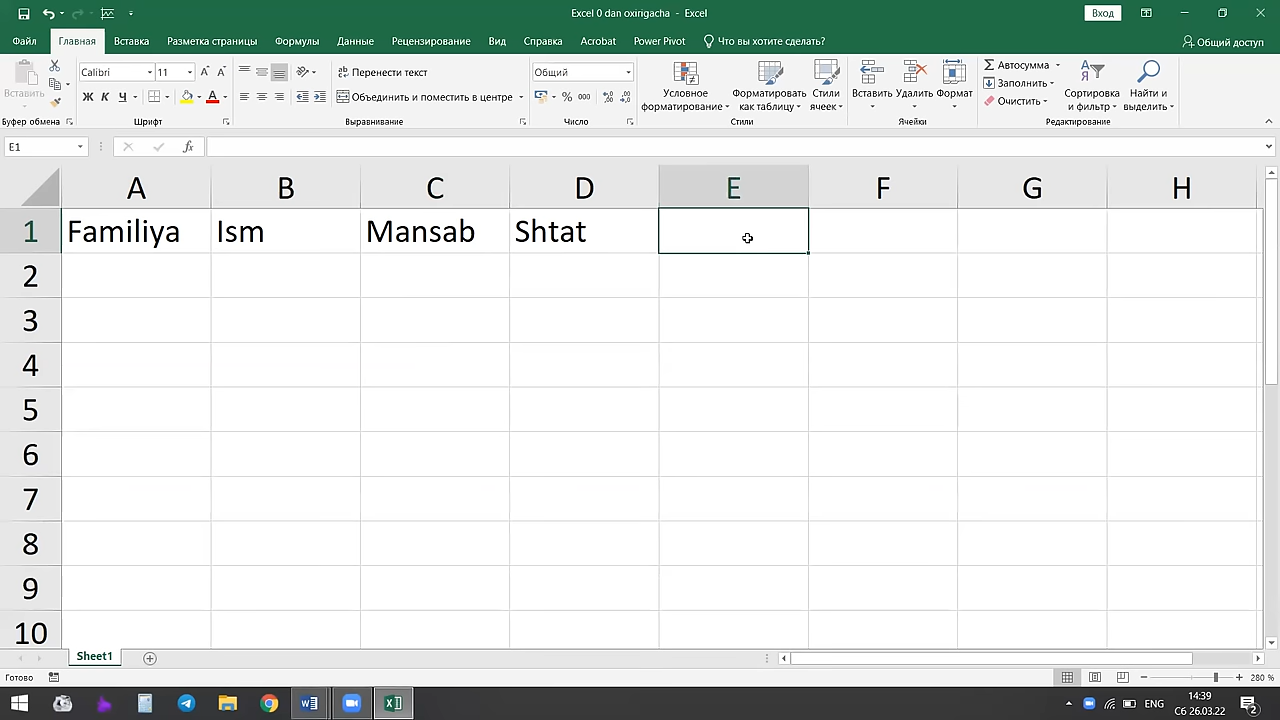 Excel 0 dan oxirigacha - Excel
Вход
Файл Главная Вставка Разметка страницы Формулы Данные Рецензирование Вид Справка Acrobat Power Pivot Что вы хотите сделать? Общий доступ
Вставить
Calibri 11
Ж К Ч
Перенести текст
Объединить и поместить в центре
Общий
% 000
Условное форматирование
Форматировать как таблицу
Стили ячеек
Вставить Удалить Формат
Автосумма
Заполнить
Очистить
Сортировка и фильтр
Найти и выделить
Буфер обмена Шрифт Выравнивание Число Стили Ячейки Редактирование
E1 fx
A B C D E F G H
1 Familiya Ism Mansab Shtat
2
3
4
5
6
7
8
9
10
Sheet1
Готово 280 %
14:39
ENG
Сб 26.03.22
2